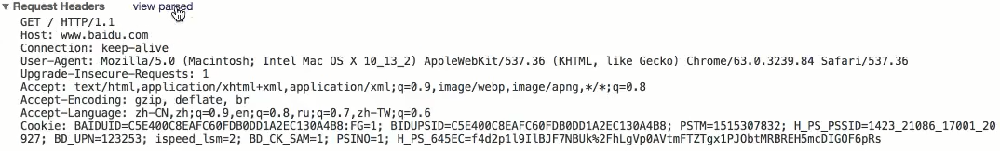 ▼ Request Headers view parsed
GET / HTTP/1.1
Host: www.baidu.com
Connection: keep-alive
User-Agent: Mozilla/5.0 (Macintosh; Intel Mac OS X 10_13_2) AppleWebKit/537.36 (KHTML, like Gecko) Chrome/63.0.3239.84 Safari/537.36
Upgrade-Insecure-Requests: 1
Accept: text/html,application/xhtml+xml,application/xml;q=0.9,image/webp,image/apng,*/*;q=0.8
Accept-Encoding: gzip, deflate, br
Accept-Language: zh-CN,zh;q=0.9,en;q=0.8,ru;q=0.7,zh-TW;q=0.6
Cookie: BAIDUID=C5E400C8EAFC60FDB0DD1A2EC130A4B8:FG=1; BIDUPSID=C5E400C8EAFC60FDB0DD1A2EC130A4B8; PSTM=1515307832; H_PS_PSSID=1423_21086_17001_20
927; BD_UPN=123253; ispeed_lsm=2; BD_CK_SAM=1; PSINO=1; H_PS_645EC=f4d2p1l9IlBJF7NBUk%2FhLgVp0AVtmFTZTgx1PJObtMRBREH5mcDIGOF6pRs